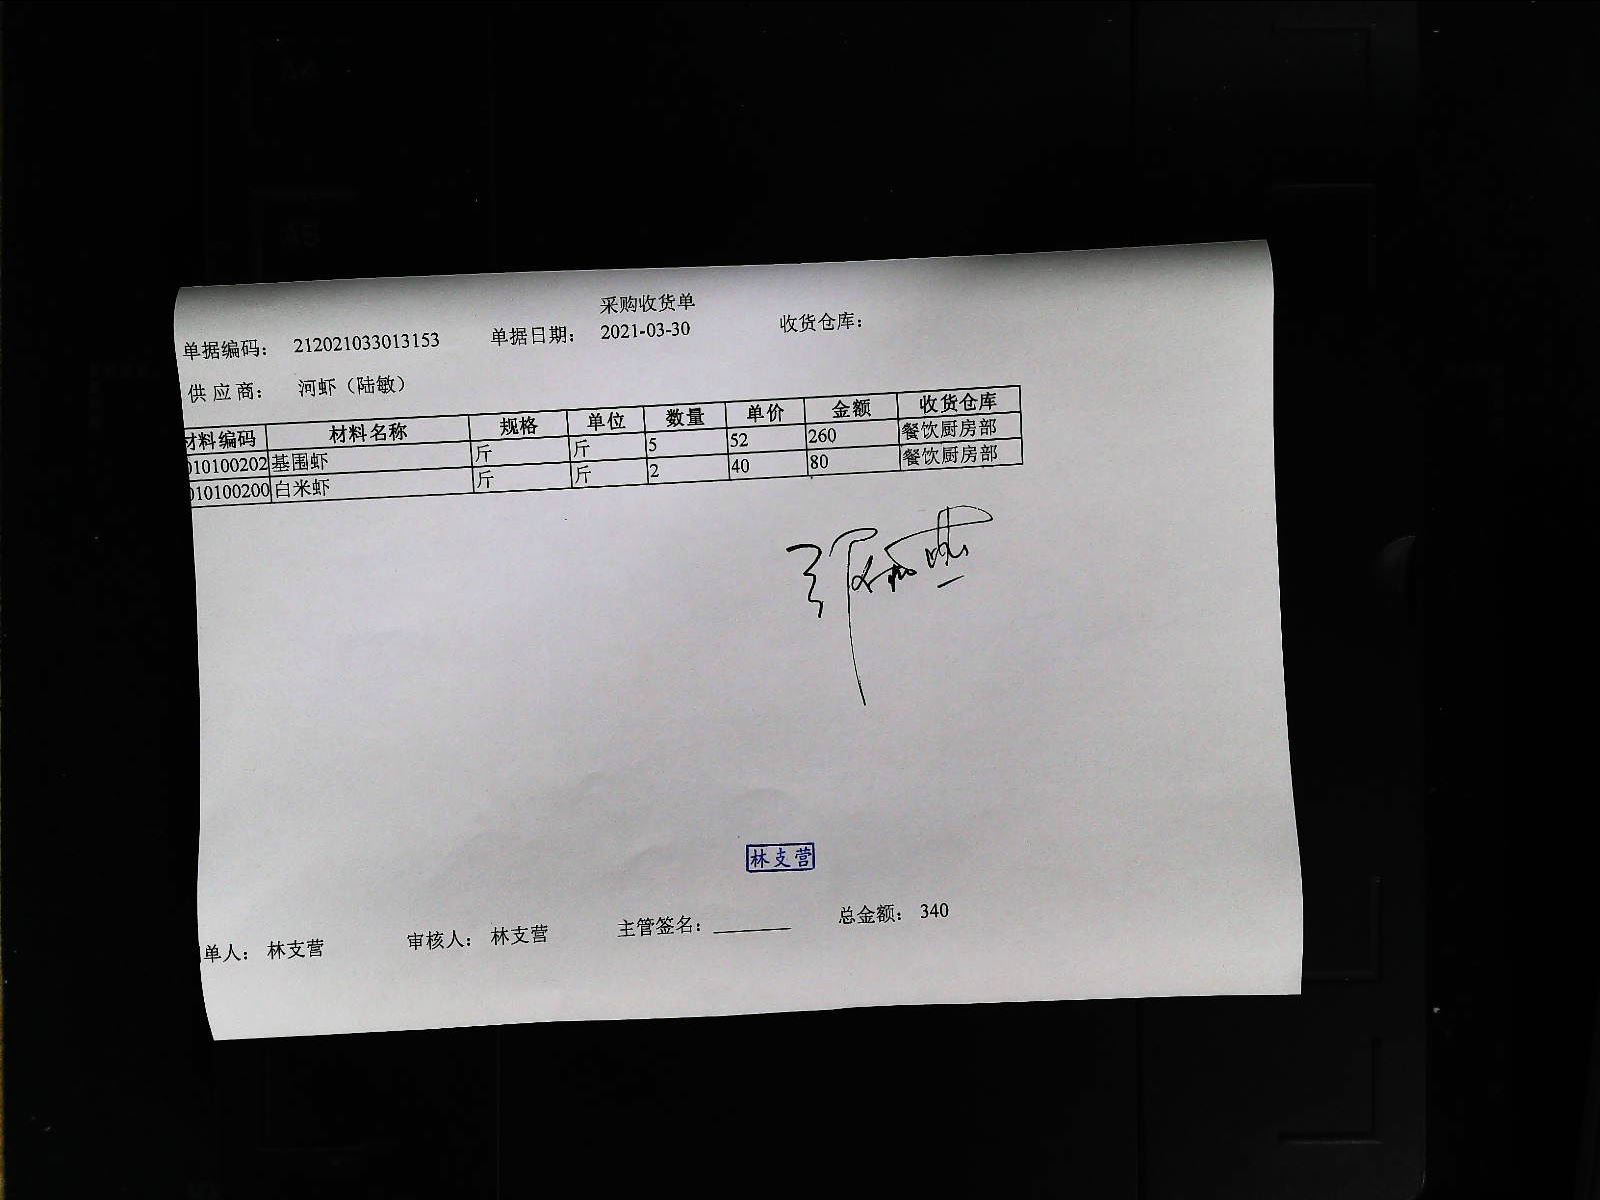 采购收货单
单据编码： 212021033013153 单据日期： 2021-03-30 收货仓库：
供应商： 河虾（陆敏）
材料编码 材料名称 规格 单位 数量 单价 金额 收货仓库
010100202 基围虾 斤 斤 5 52 260 餐饮厨房部
010100200 白米虾 斤 斤 2 40 80 餐饮厨房部
林支营
单人： 林支营 审核人： 林支营 主管签名： 总金额： 340